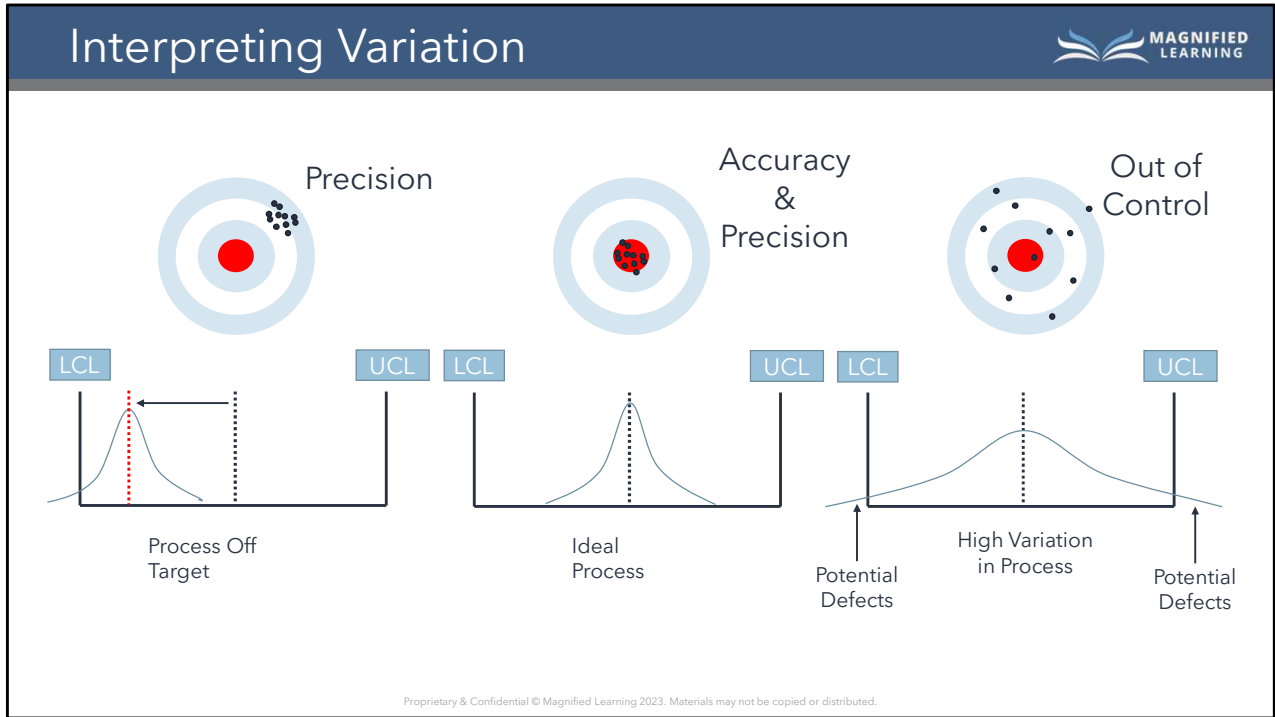 Interpreting Variation
MAGNIFIED
LEARNING
Precision
Accuracy
&
Precision
Out of
Control
LCL
UCL
LCL
UCL
LCL
UCL
Process Off
Target
Ideal
Process
High Variation
in Process
Potential
Defects
Potential
Defects
Proprietary & Confidential © Magnified Learning 2023. Materials may not be copied or distributed.